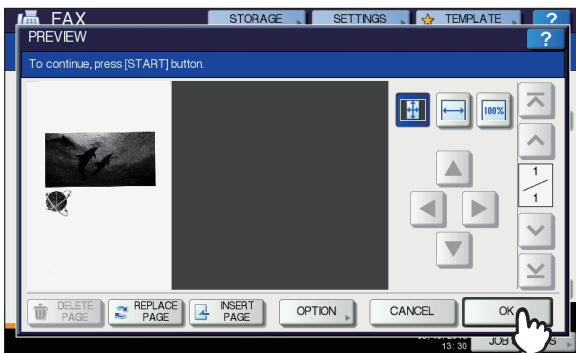 FAX
STORAGE
SETTINGS
TEMPLATE
?
PREVIEW
?
To continue, press [START] button.
100%
1
1
DELETE
PAGE
REPLACE
PAGE
INSERT
PAGE
OPTION
CANCEL
OK
13: 30
JOB
S